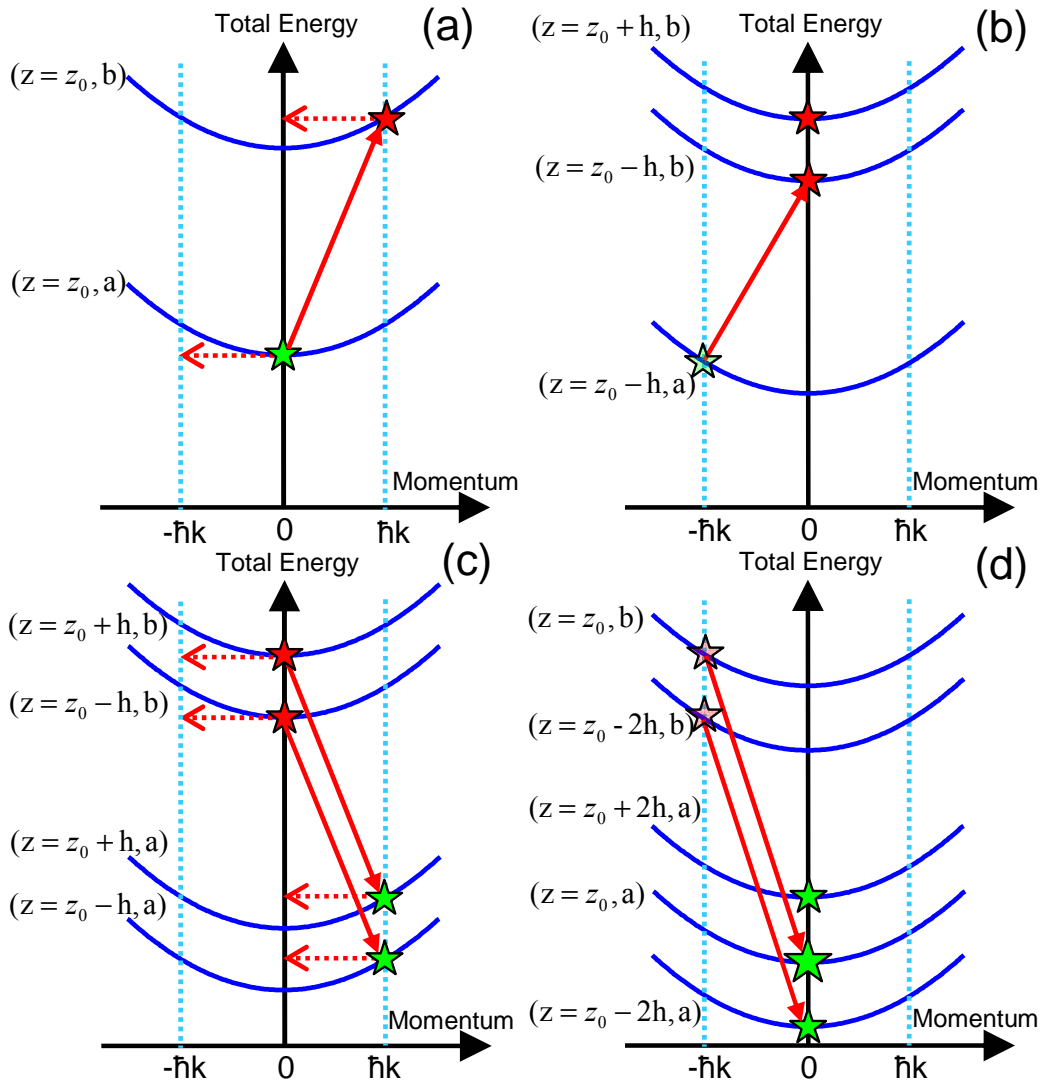 Total Energy
(a)
(z = z₀, b)
(z = z₀, a)
Momentum
-ħk
0
ħk
(z = z₀ + h, b)
Total Energy
(b)
(z = z₀ – h, b)
(z = z₀ – h, a)
Momentum
-ħk
0
ħk
Total Energy
(c)
(z = z₀ + h, b)
(z = z₀ – h, b)
(z = z₀ + h, a)
(z = z₀ – h, a)
Momentum
-ħk
0
ħk
Total Energy
(d)
(z = z₀, b)
(z = z₀ - 2h, b)
(z = z₀ + 2h, a)
(z = z₀, a)
(z = z₀ – 2h, a)
Momentum
-ħk
0
ħk